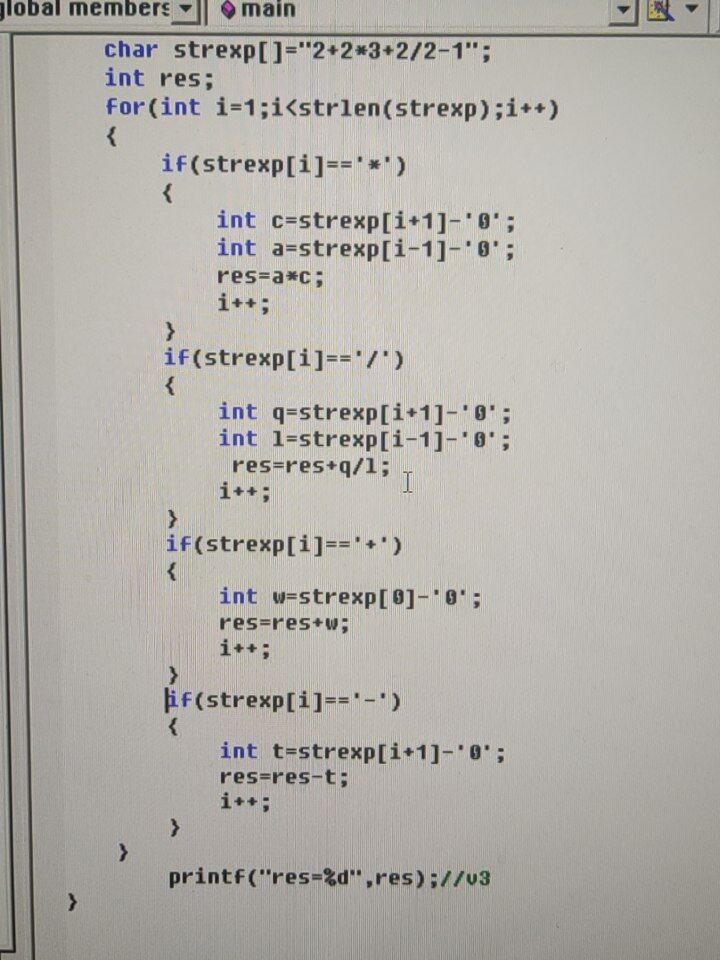 global members main
char strexp[]="2+2*3+2/2-1";
int res;
for(int i=1;i<strlen(strexp);i++)
{
if(strexp[i]=='*')
{
int c=strexp[i+1]-'0';
int a=strexp[i-1]-'0';
res=a*c;
i++;
}
if(strexp[i]=='/')
{
int q=strexp[i+1]-'0';
int l=strexp[i-1]-'0';
res=res+q/l;
i++;
}
if(strexp[i]=='+')
{
int w=strexp[0]-'0';
res=res+w;
i++;
}
if(strexp[i]=='-')
{
int t=strexp[i+1]-'0';
res=res-t;
i++;
}
}
printf("res=%d",res);//v3
}